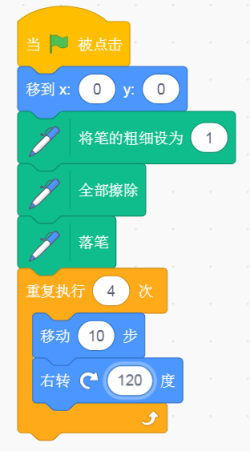 当 被点击
移到 x: 0 y: 0
将笔的粗细设为 1
全部擦除
落笔
重复执行 4 次
移动 10 步
右转 120 度